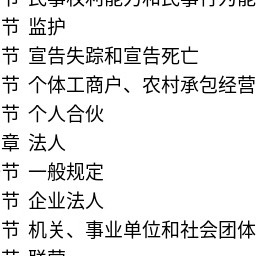 节 民事权利能力和民事行为能
节 监护
节 宣告失踪和宣告死亡
节 个体工商户、农村承包经营
节 个人合伙
章 法人
节 一般规定
节 企业法人
节 机关、事业单位和社会团体
节 联营